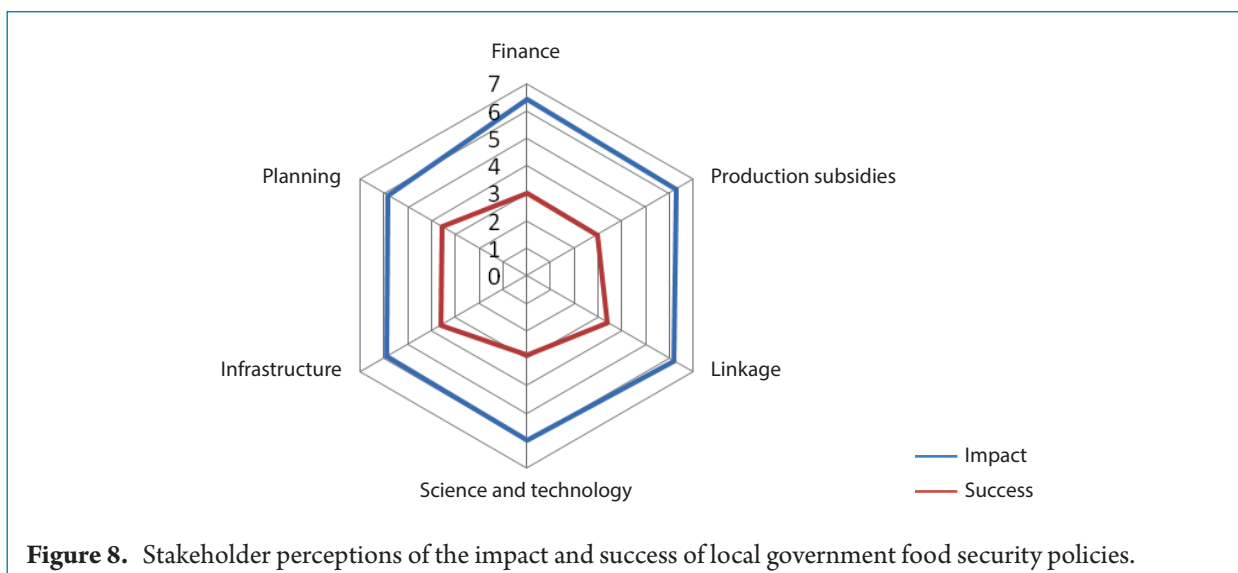 Finance
7
6
5
4
3
2
1
0
Planning
Production subsidies
Infrastructure
Linkage
Science and technology
Impact
Success
Figure 8. Stakeholder perceptions of the impact and success of local government food security policies.